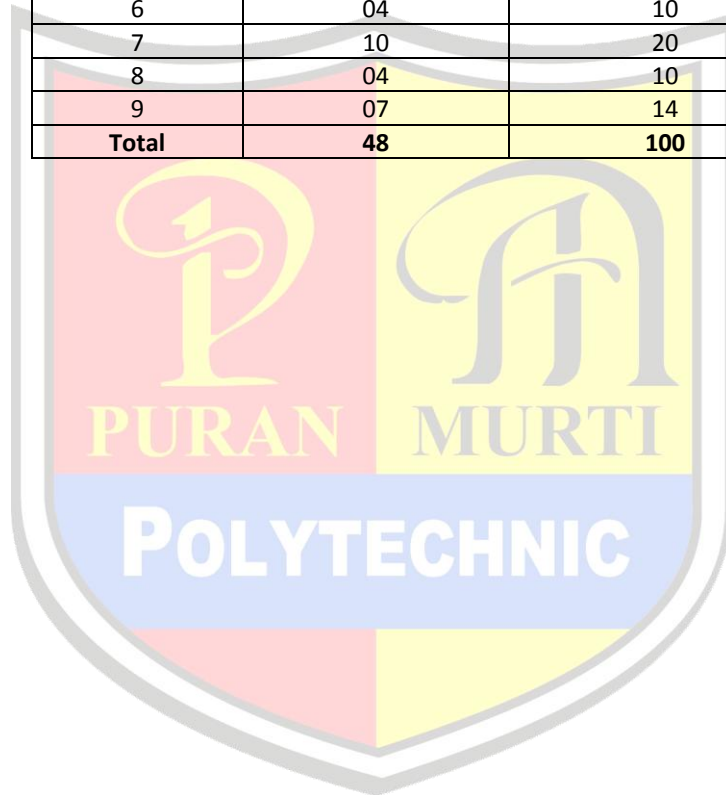 6 04 10
7 10 20
8 04 10
9 07 14
Total 48 100
PURAN MURTI
POLYTECHNIC